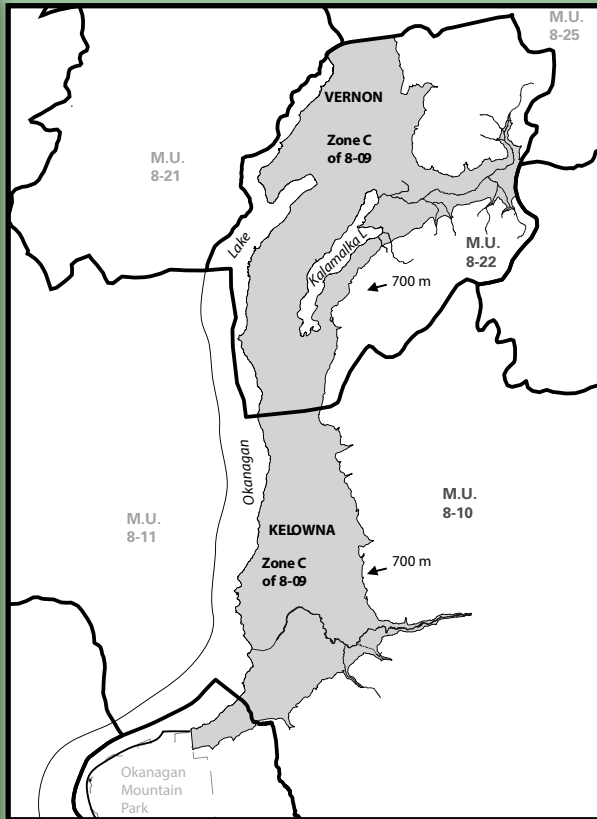 M.U.
8-25
VERNON
Zone C
of 8-09
M.U.
8-21
Lake
Kalamalka L.
M.U.
8-22
700 m
Okanagan
M.U.
8-10
M.U.
8-11
KELOWNA
Zone C
of 8-09
700 m
Okanagan
Mountain
Park